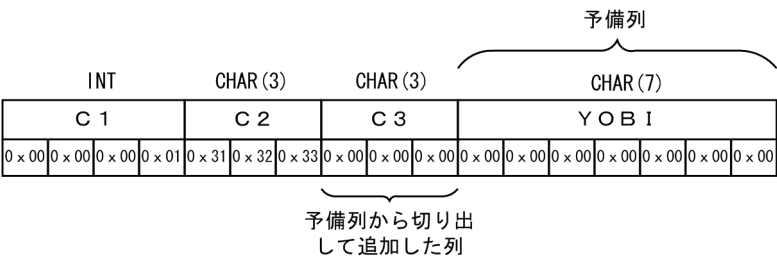 予備列
INT CHAR(3) CHAR(3) CHAR(7)
C1 C2 C3 YOBI
0x00 0x00 0x00 0x01 0x31 0x32 0x33 0x00 0x00 0x00 0x00 0x00 0x00 0x00 0x00 0x00 0x00
予備列から切り出
して追加した列